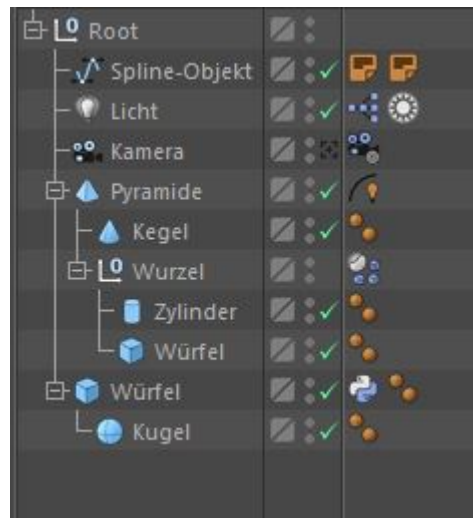 Root
Spline-Objekt
Licht
Kamera
Pyramide
Kegel
Wurzel
Zylinder
Würfel
Würfel
Kugel